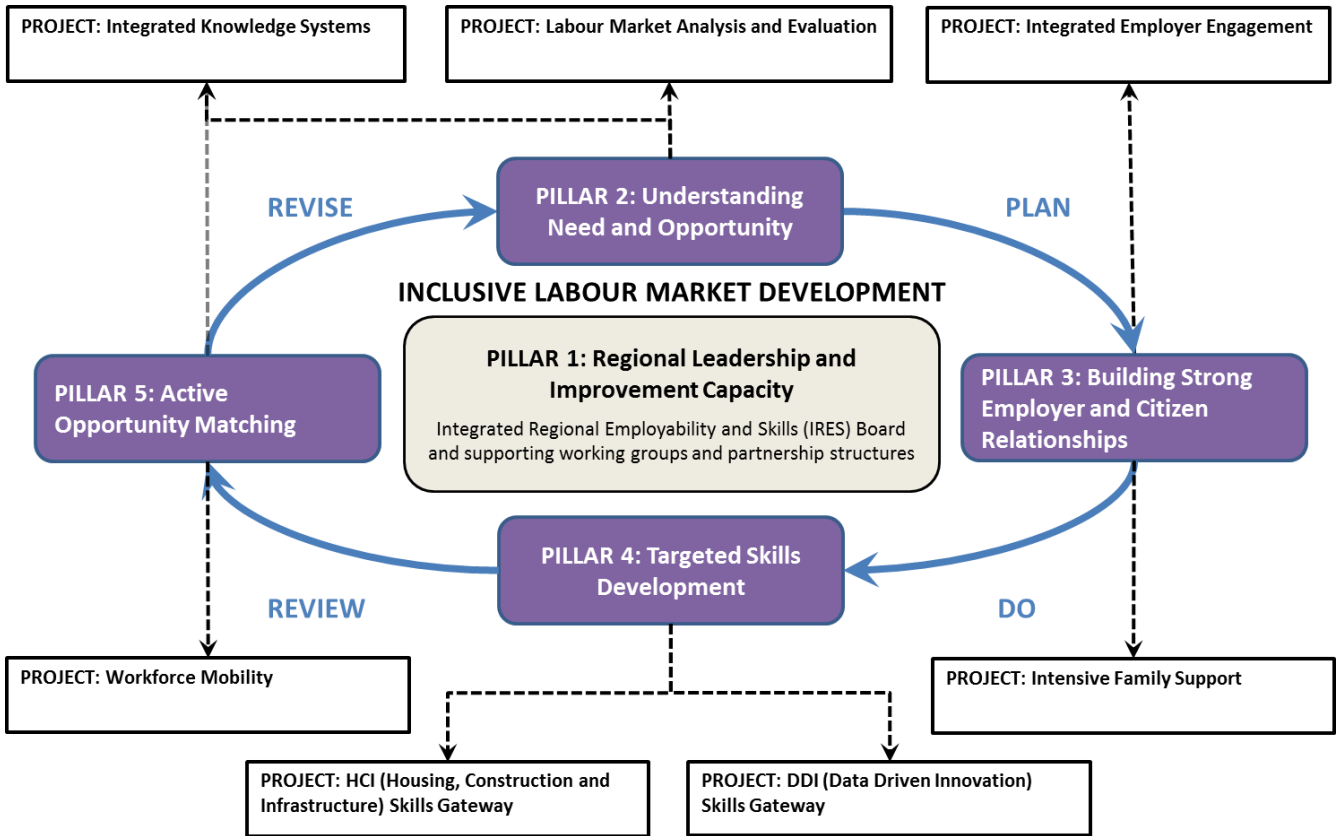 PROJECT: Integrated Knowledge Systems
PROJECT: Labour Market Analysis and Evaluation
PROJECT: Integrated Employer Engagement
REVISE
PILLAR 2: Understanding
Need and Opportunity
PLAN
INCLUSIVE LABOUR MARKET DEVELOPMENT
PILLAR 1: Regional Leadership and
Improvement Capacity
Integrated Regional Employability and Skills (IRES) Board
and supporting working groups and partnership structures
PILLAR 5: Active
Opportunity Matching
PILLAR 3: Building Strong
Employer and Citizen
Relationships
PILLAR 4: Targeted Skills
Development
REVIEW
DO
PROJECT: Workforce Mobility
PROJECT: Intensive Family Support
PROJECT: HCI (Housing, Construction and
Infrastructure) Skills Gateway
PROJECT: DDI (Data Driven Innovation)
Skills Gateway